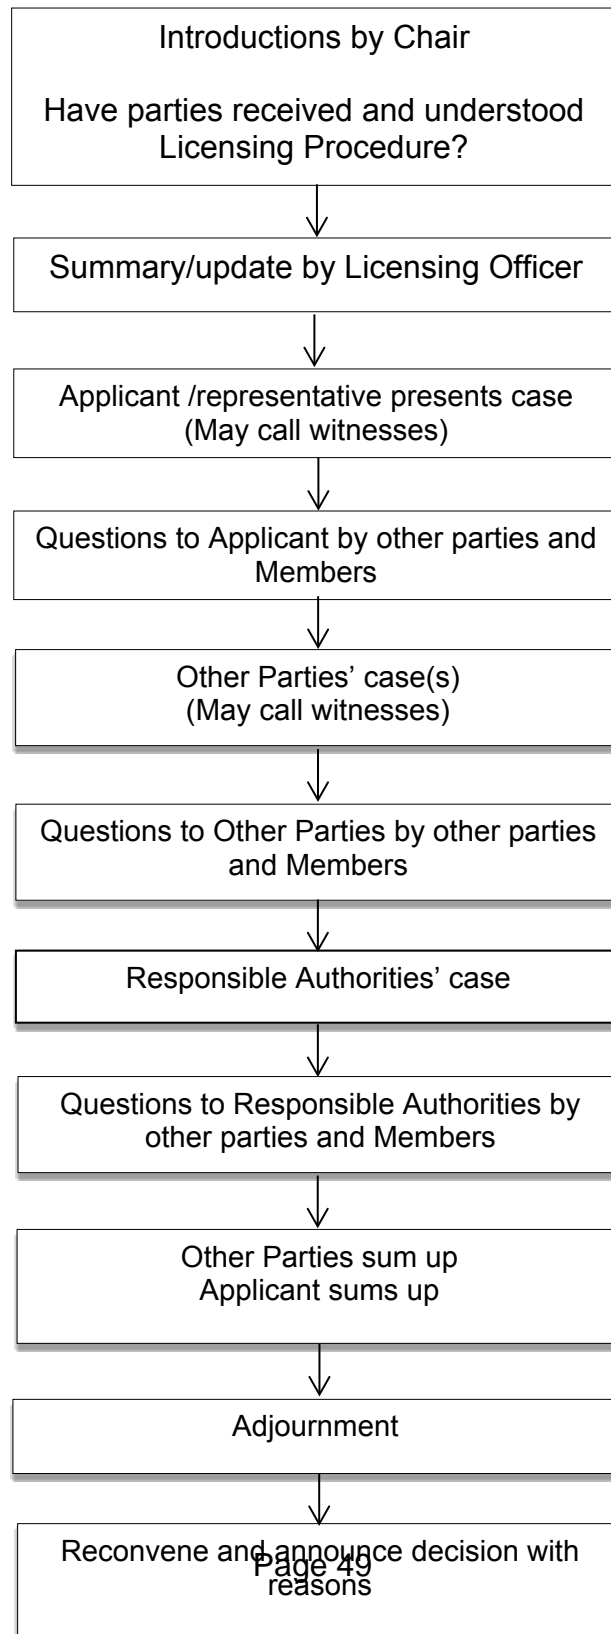 Introductions by Chair
Have parties received and understood
Licensing Procedure?
Summary/update by Licensing Officer
Applicant /representative presents case
(May call witnesses)
Questions to Applicant by other parties and
Members
Other Parties’ case(s)
(May call witnesses)
Questions to Other Parties by other parties
and Members
Responsible Authorities’ case
Questions to Responsible Authorities by
other parties and Members
Other Parties sum up
Applicant sums up
Adjournment
Reconvene and announce decision with
reasons
Page 49